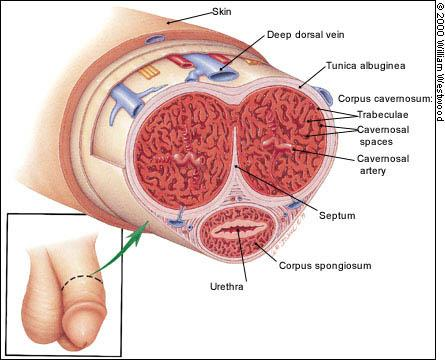 Skin
Deep dorsal vein
Tunica albuginea
Corpus cavernosum:
Trabeculae
Cavernosal
spaces
Cavernosal
artery
Septum
Corpus spongiosum
Urethra
© 2000 William Westwood